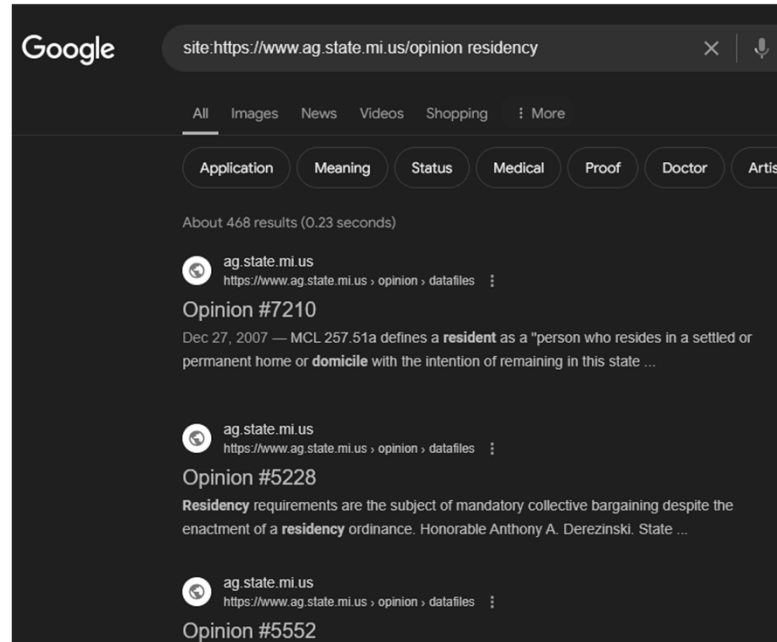 Google
site:https://www.ag.state.mi.us/opinion residency
All Images News Videos Shopping More
Application Meaning Status Medical Proof Doctor
About 468 results (0.23 seconds)
ag.state.mi.us
https://www.ag.state.mi.us › opinion › datafiles
Opinion #7210
Dec 27, 2007 — MCL 257.51a defines a resident as a "person who resides in a settled or
permanent home or domicile with the intention of remaining in this state ...
ag.state.mi.us
https://www.ag.state.mi.us › opinion › datafiles
Opinion #5228
Residency requirements are the subject of mandatory collective bargaining despite the
enactment of a residency ordinance. Honorable Anthony A. Derezinski. State ...
ag.state.mi.us
https://www.ag.state.mi.us › opinion › datafiles
Opinion #5552